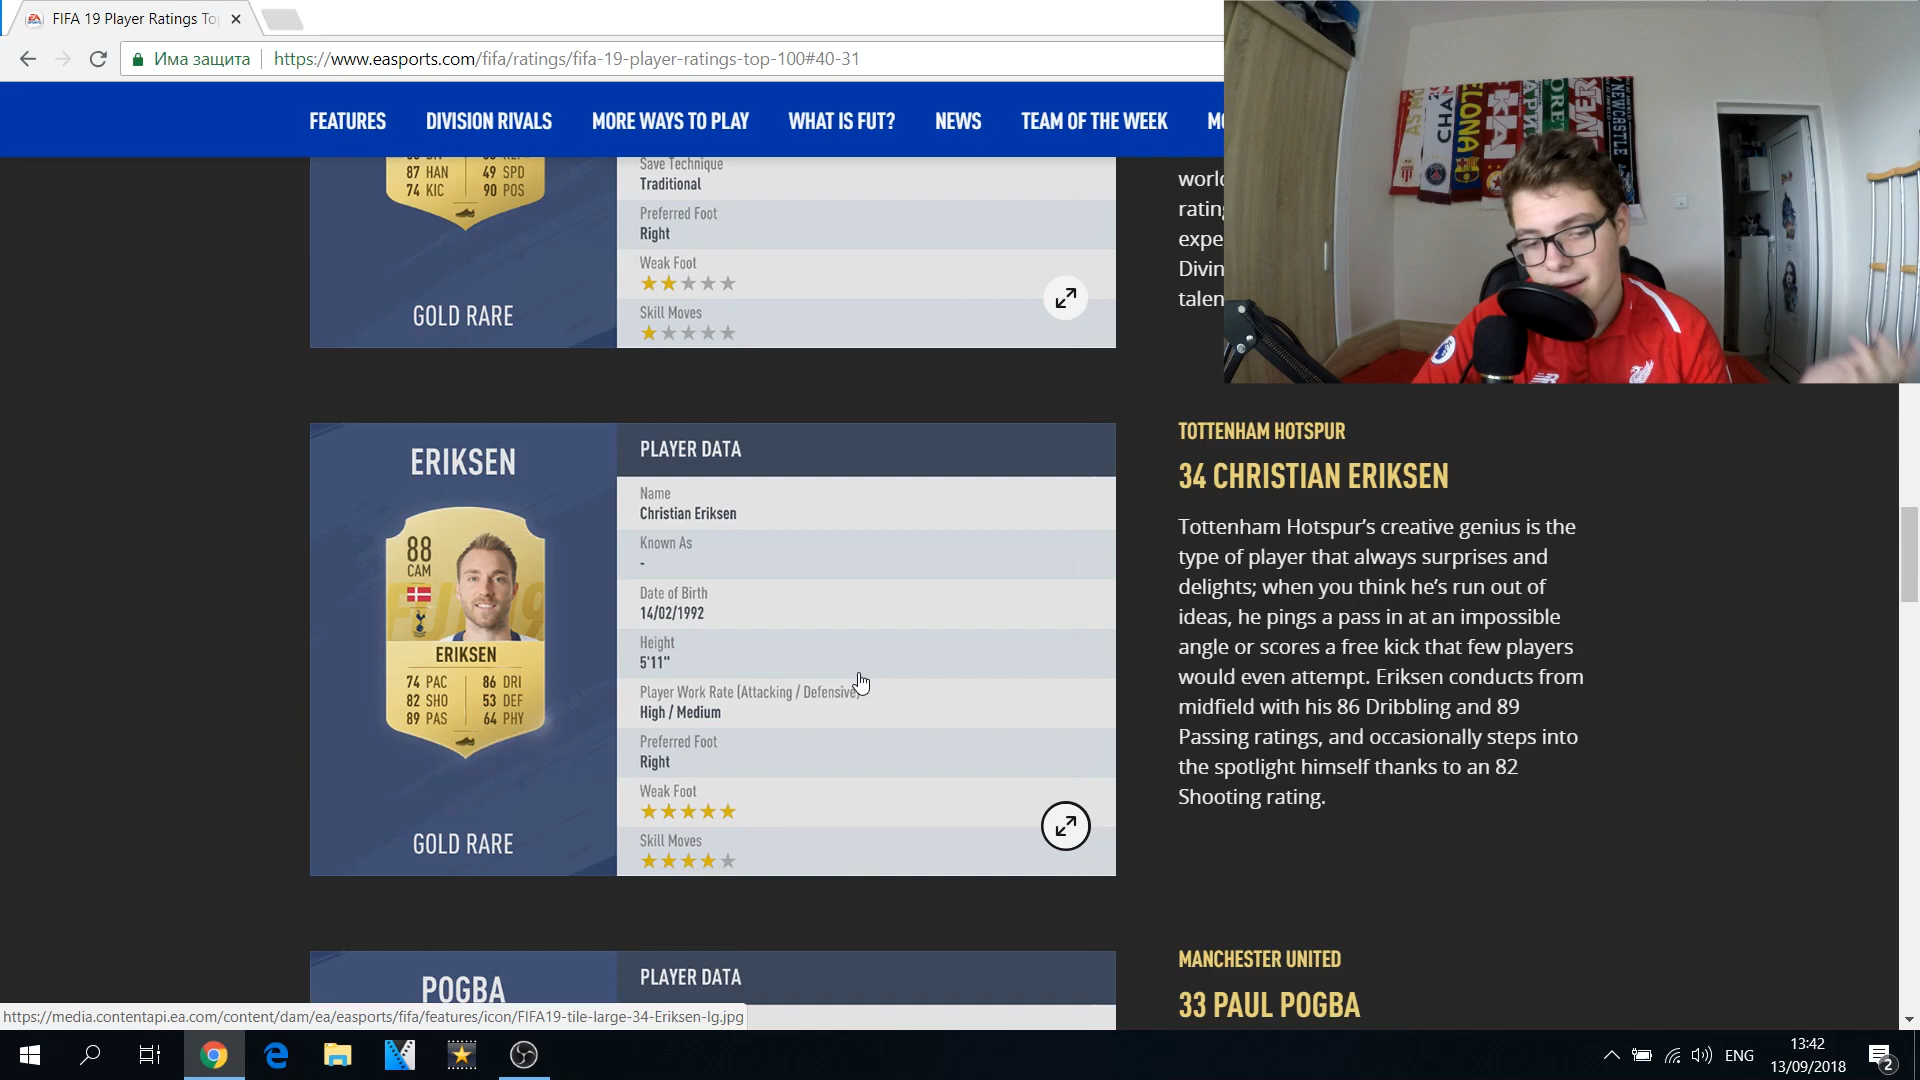 FIFA 19 Player Ratings To
Има защита
https://www.easports.com/fifa/ratings/fifa-19-player-ratings-top-100#40-31
FEATURES
DIVISION RIVALS
MORE WAYS TO PLAY
WHAT IS FUT?
NEWS
TEAM OF THE WEEK
87 HAN 49 SPD
74 KIC 90 POS
GOLD RARE
Save Technique
Traditional
Preferred Foot
Right
Weak Foot
Skill Moves
NEWCASTLE
CHA
ELONA
ERIKSEN
88
CAM
ERIKSEN
74 PAC 86 DRI
82 SHO 53 DEF
89 PAS 64 PHY
GOLD RARE
PLAYER DATA
Name
Christian Eriksen
Known As
-
Date of Birth
14/02/1992
Height
5'11"
Player Work Rate (Attacking / Defensive)
High / Medium
Preferred Foot
Right
Weak Foot
Skill Moves
TOTTENHAM HOTSPUR
34 CHRISTIAN ERIKSEN
Tottenham Hotspur’s creative genius is the
type of player that always surprises and
delights; when you think he’s run out of
ideas, he pings a pass in at an impossible
angle or scores a free kick that few players
would even attempt. Eriksen conducts from
midfield with his 86 Dribbling and 89
Passing ratings, and occasionally steps into
the spotlight himself thanks to an 82
Shooting rating.
POGBA
PLAYER DATA
MANCHESTER UNITED
33 PAUL POGBA
https://media.contentapi.ea.com/content/dam/ea/easports/fifa/features/icon/FIFA19-tile-large-34-Eriksen-lg.jpg
ENG
13:42
13/09/2018
2